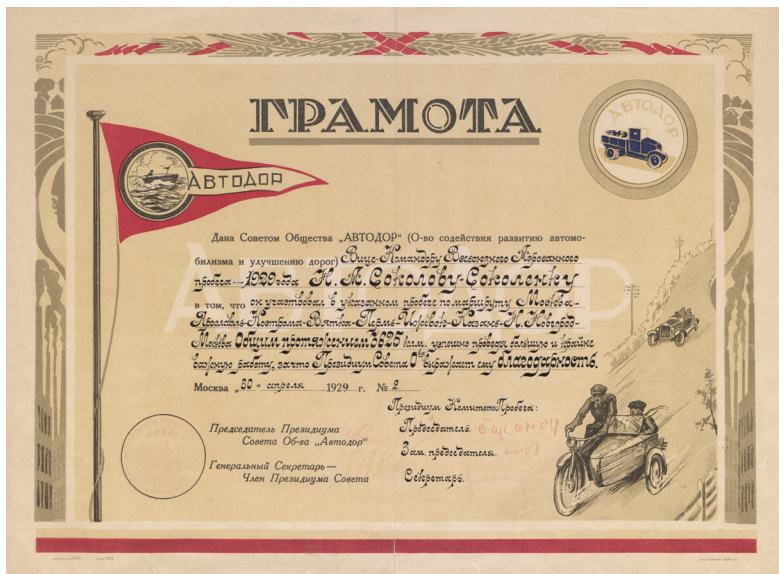 ГРАМОТА
АВТОДОР
АВТОДОР
Дана Советом Общества „АВТОДОР“ (О-во содействия развитию автомо-
билизма и улучшению дорог) Вице-Командору Всесоюзного Тормозного
пробега—1929 года Н. М. Соколову-Соколенку
в том, что он участвовал в указанном пробеге по маршруту Москва-
Ярославль-Кострома-Вятка-Пермь-Ижевск-Казань-Н. Новгород-
Москва общим протяжением 3625 клм. успешно проведя большую и крайне
важную работу, за что Президиум Совета О-ва выражает ему благодарность.
Москва „30“ апреля 1929 г. № 2
Президиум Комитета Пробега:
Председатель Президиума
Совета Об-ва „Автодор“
Председатель.
Зам. председателя.
Генеральный Секретарь—
Член Президиума Совета
Секретарь.